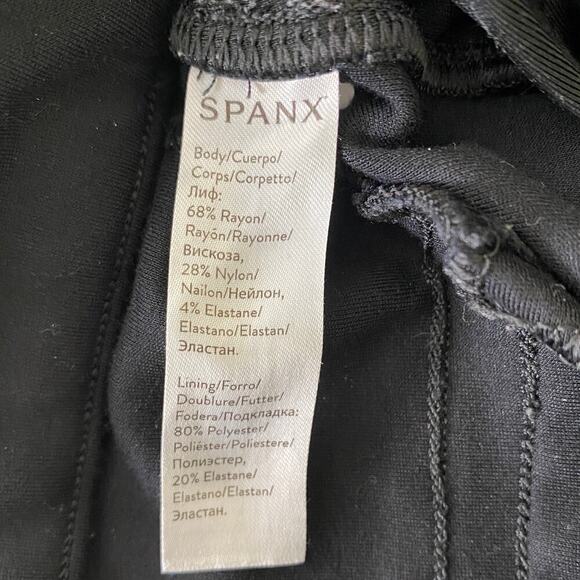 SPANX
Body/Cuerpo/
Corps/Corpetto/
Лиф:
68% Rayon/
Rayón/Rayonne/
Вискоза,
28% Nylon/
Nailon/Нейлон,
4% Elastane/
Elastano/Elastan/
Эластан.
Lining/Forro/
Doublure/Futter/
Fodera/Подкладка:
80% Polyester/
Poliéster/Poliestere/
Полиэстер,
20% Elastane/
Elastano/Elastan/
Эластан.